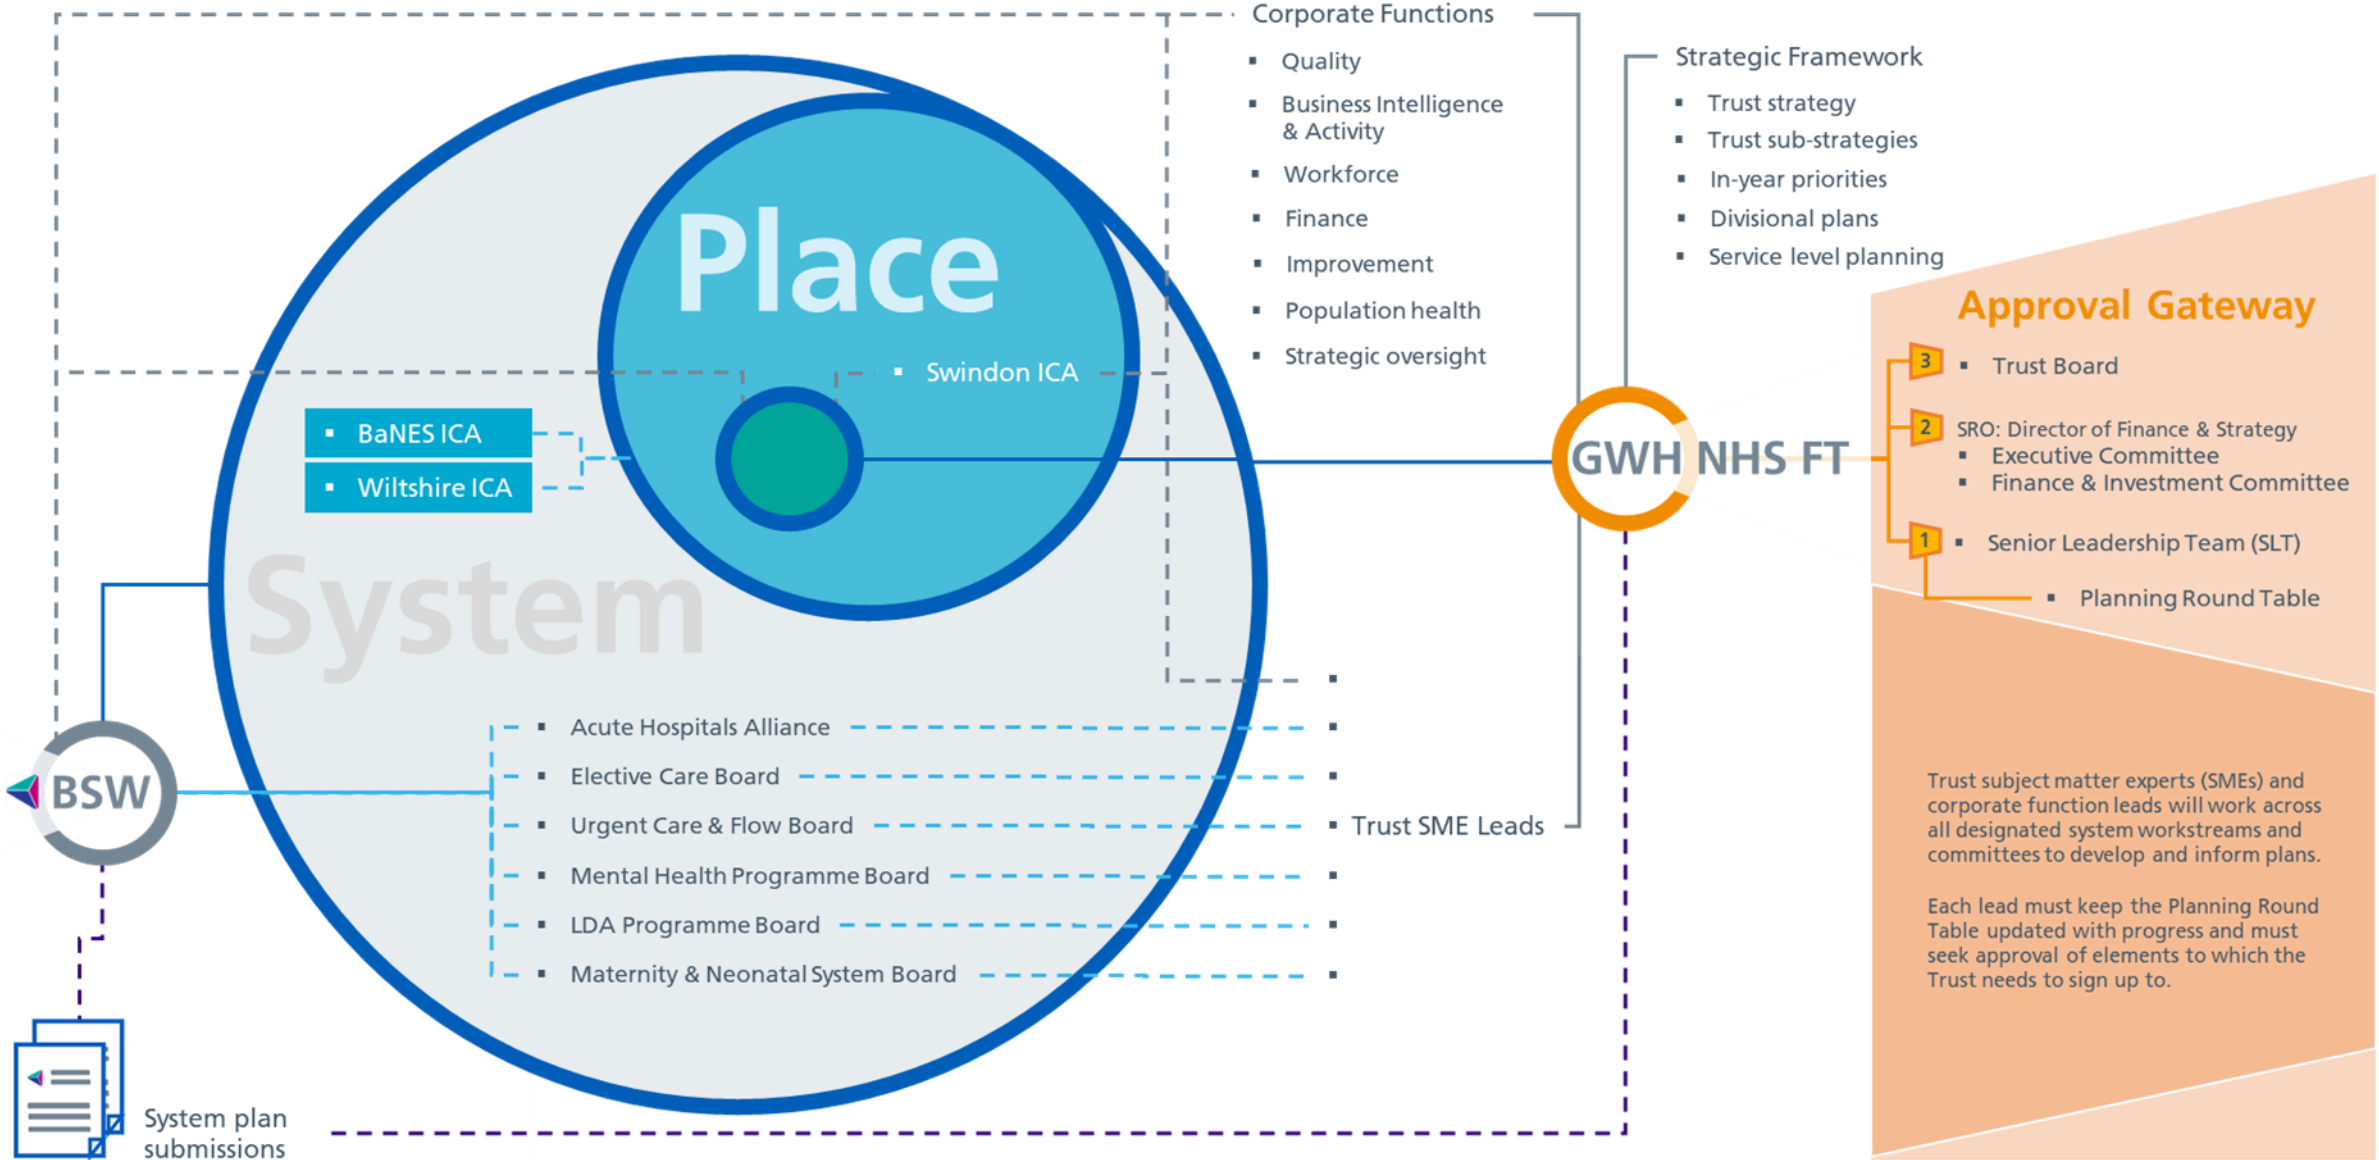 Corporate Functions
▪ Quality
▪ Business Intelligence
& Activity
▪ Workforce
▪ Finance
▪ Improvement
▪ Population health
▪ Strategic oversight
Strategic Framework
▪ Trust strategy
▪ Trust sub-strategies
▪ In-year priorities
▪ Divisional plans
▪ Service level planning
Place
▪ Swindon ICA
▪ BaNES ICA
▪ Wiltshire ICA
System
GWH NHS FT
Approval Gateway
3 ▪ Trust Board
2 SRO: Director of Finance & Strategy
▪ Executive Committee
▪ Finance & Investment Committee
1 ▪ Senior Leadership Team (SLT)
▪ Planning Round Table
BSW
▪ Acute Hospitals Alliance
▪ Elective Care Board
▪ Urgent Care & Flow Board
▪ Mental Health Programme Board
▪ LDA Programme Board
▪ Maternity & Neonatal System Board
▪ Trust SME Leads
Trust subject matter experts (SMEs) and
corporate function leads will work across
all designated system workstreams and
committees to develop and inform plans.
Each lead must keep the Planning Round
Table updated with progress and must
seek approval of elements to which the
Trust needs to sign up to.
System plan
submissions